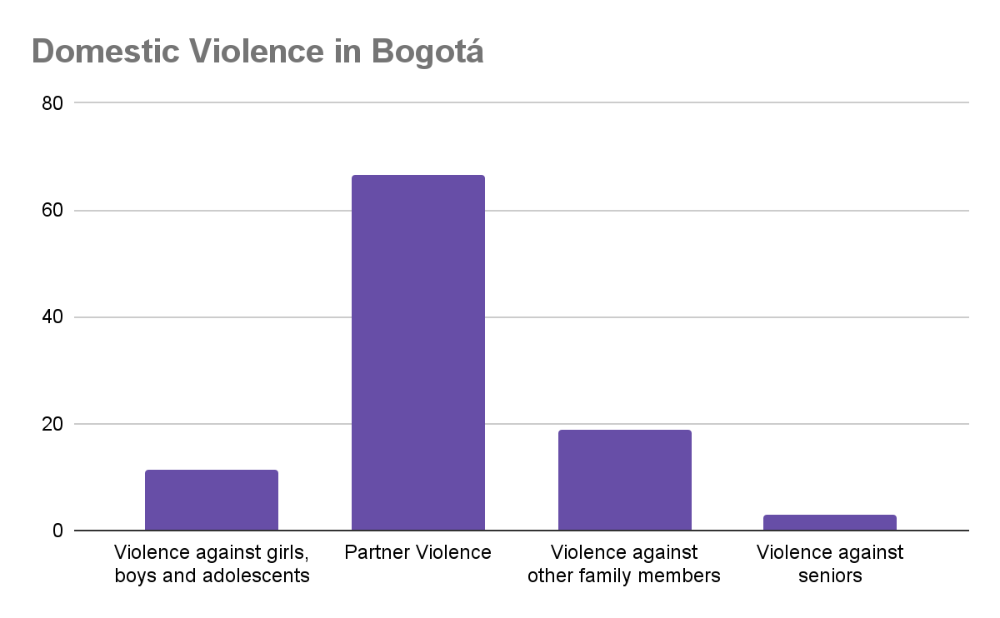 Domestic Violence in Bogotá
80
60
40
20
0
Violence against girls,
boys and adolescents
Partner Violence
Violence against
other family members
Violence against
seniors